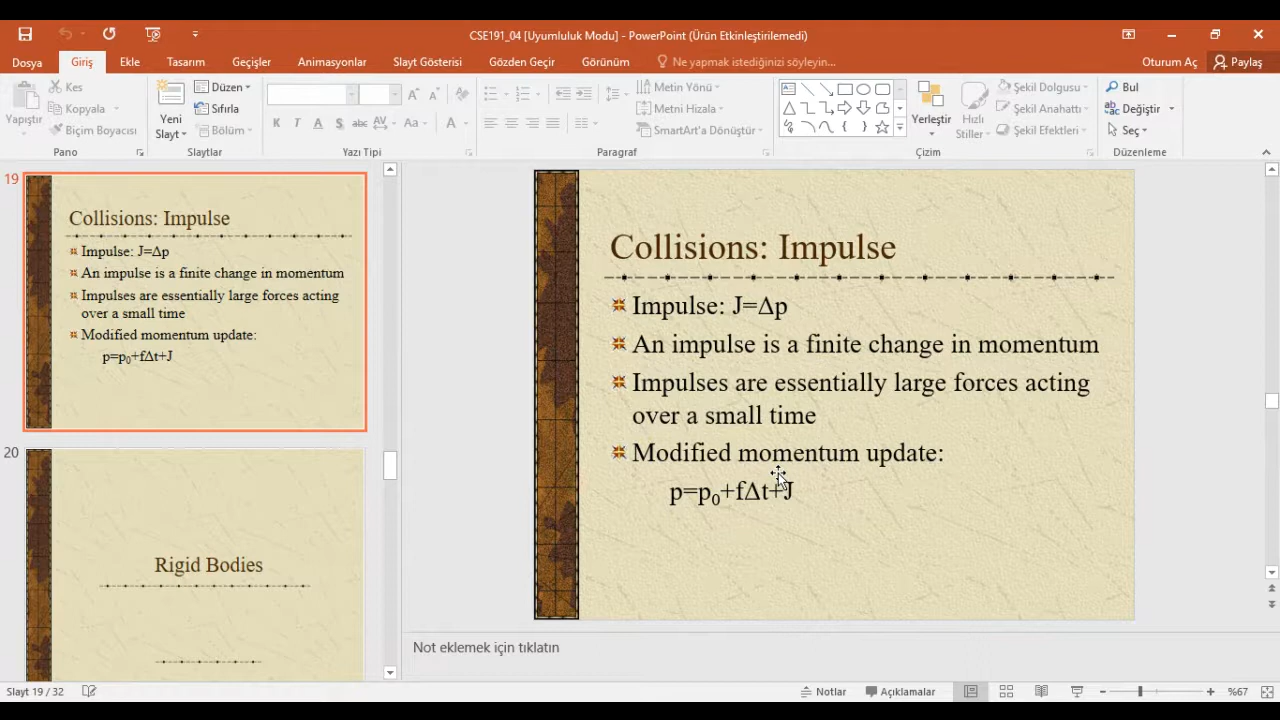 CSE191_04 [Uyumluluk Modu] - PowerPoint (Ürün Etkinleştirilemedi)
Dosya Giriş Ekle Tasarım Geçişler Animasyonlar Slayt Gösterisi Gözden Geçir Görünüm Ne yapmak istediğinizi söyleyin... Oturum Aç Paylaş
Yapıştır
Kes
Kopyala
Biçim Boyacısı
Pano
Yeni
Slayt
Düzen
Sıfırla
Bölüm
Slaytlar
K T A S abc AV Aa A
Yazı Tipi
Metin Yönü
Metni Hizala
SmartArt'a Dönüştür
Paragraf
Yerleştir
Hızlı
Stiller
Şekil Dolgusu
Şekil Anahattı
Şekil Efektleri
Çizim
Bul
Değiştir
Seç
Düzenleme
19
Collisions: Impulse
Impulse: J=Δp
An impulse is a finite change in momentum
Impulses are essentially large forces acting
over a small time
Modified momentum update:
p=p₀+fΔt+J
20
Rigid Bodies
Collisions: Impulse
Impulse: J=Δp
An impulse is a finite change in momentum
Impulses are essentially large forces acting
over a small time
Modified momentum update:
p=p₀+fΔt+J
Not eklemek için tıklatın
Slayt 19 / 32 Notlar Açıklamalar %67